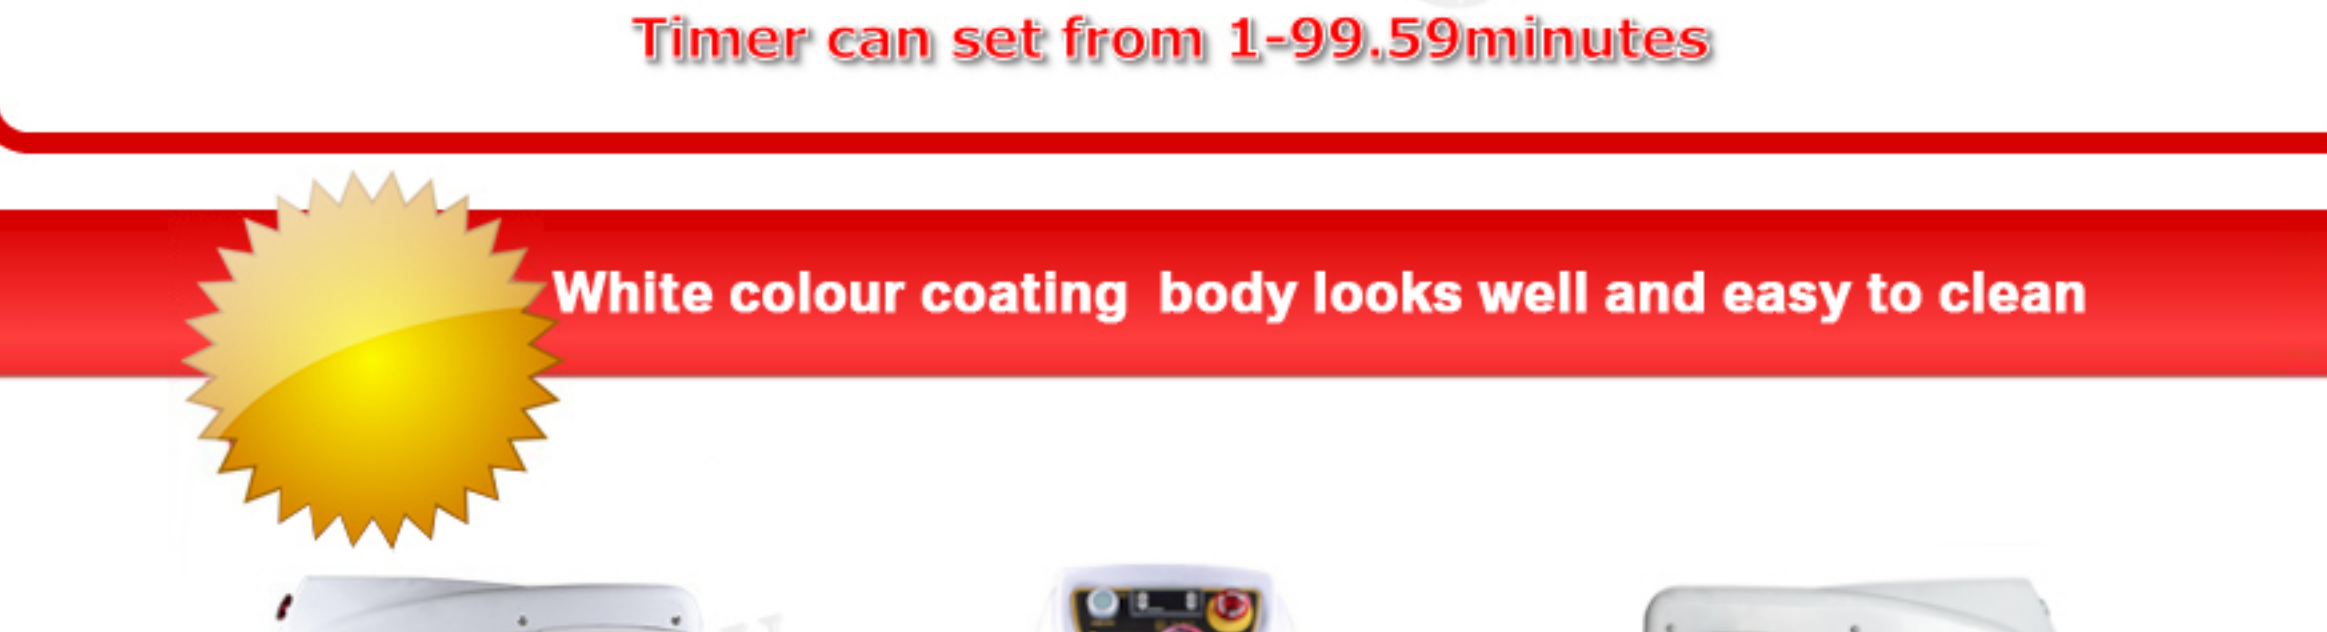 Timer can set from 1-99.59minutes
White colour coating  body looks well and easy to clean